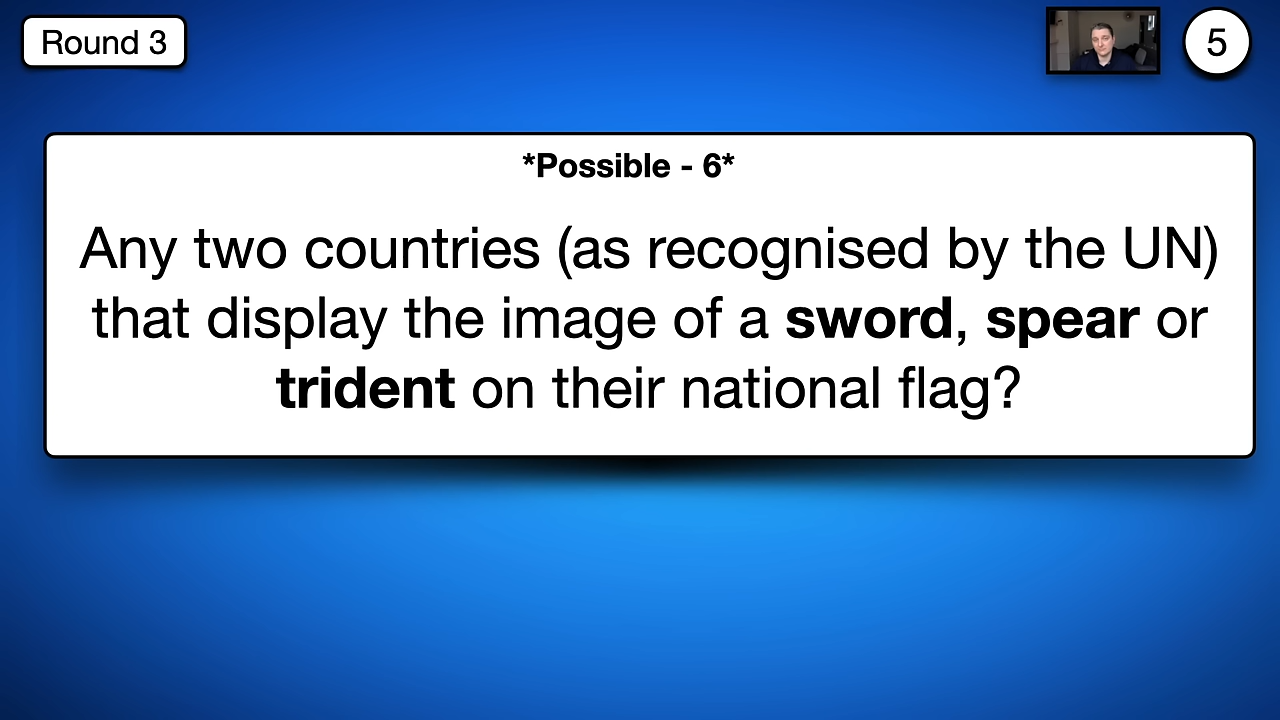 Round 3
5
*Possible - 6*
Any two countries (as recognised by the UN)
that display the image of a sword, spear or
trident on their national flag?